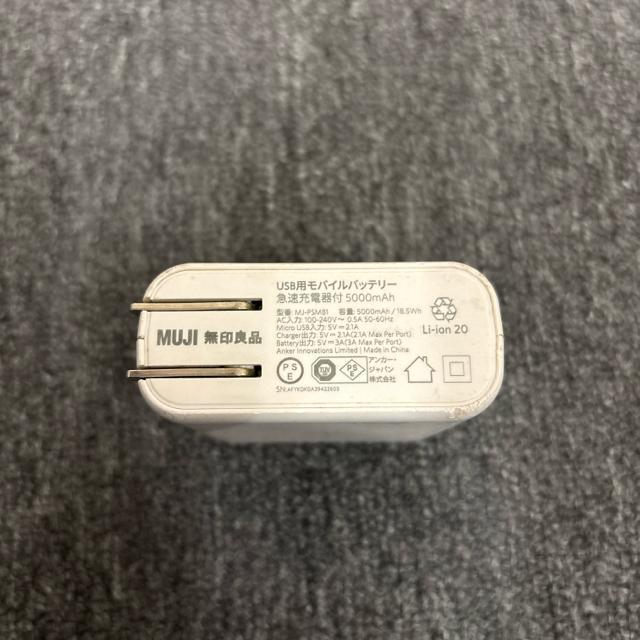 USB用モバイルバッテリー
急速充電器付 5000mAh
型番: MJ-PSMB1 容量: 5000mAh / 18.5Wh
AC入力: 100-240V~ 0.5A 50-60Hz
Micro USB入力: 5V⎓2.1A
Charger出力: 5V⎓2.1A(2.1A Max Per Port)
Battery出力: 5V⎓3A(3A Max Per Port)
Anker Innovations Limited | Made in China
MUJI 無印良品
Li-ion 20
PSE
PSE
アンカー・
ジャパン
株式会社